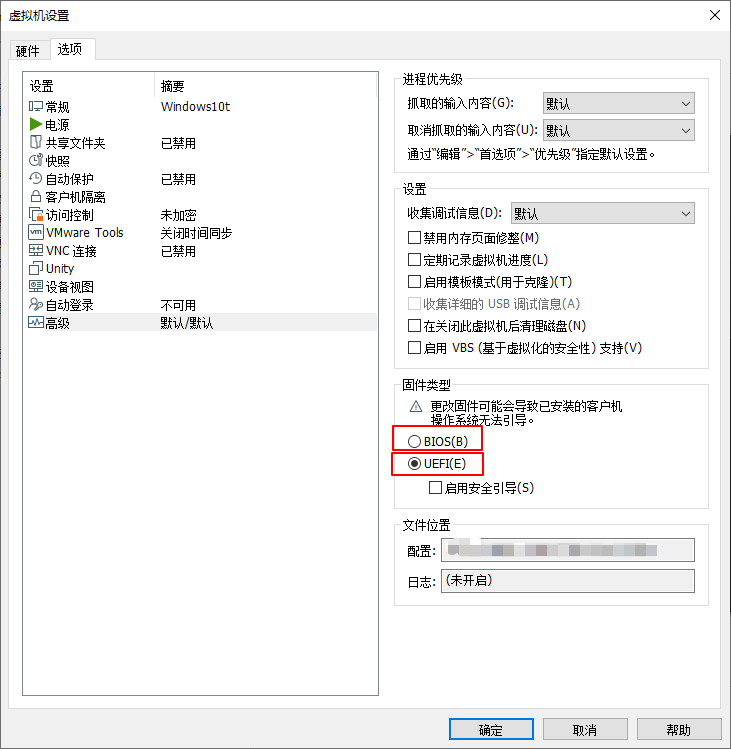 虚拟机设置
硬件 选项
设置 摘要
常规 Windows10t
电源
共享文件夹 已禁用
快照
自动保护 已禁用
客户机隔离
访问控制 未加密
VMware Tools 关闭时间同步
VNC 连接 已禁用
Unity
设备视图
自动登录 不可用
高级 默认/默认
进程优先级
抓取的输入内容(G): 默认
取消抓取的输入内容(U): 默认
通过“编辑”>“首选项”>“优先级”指定默认设置。
设置
收集调试信息(D): 默认
禁用内存页面修整(M)
定期记录虚拟机进度(L)
启用模板模式(用于克隆)(T)
收集详细的 USB 调试信息(A)
在关闭此虚拟机后清理磁盘(N)
启用 VBS (基于虚拟化的安全性) 支持(V)
固件类型
更改固件可能会导致已安装的客户机
操作系统无法引导。
BIOS(B)
UEFI(E)
启用安全引导(S)
文件位置
配置:
日志: (未开启)
确定 取消 帮助